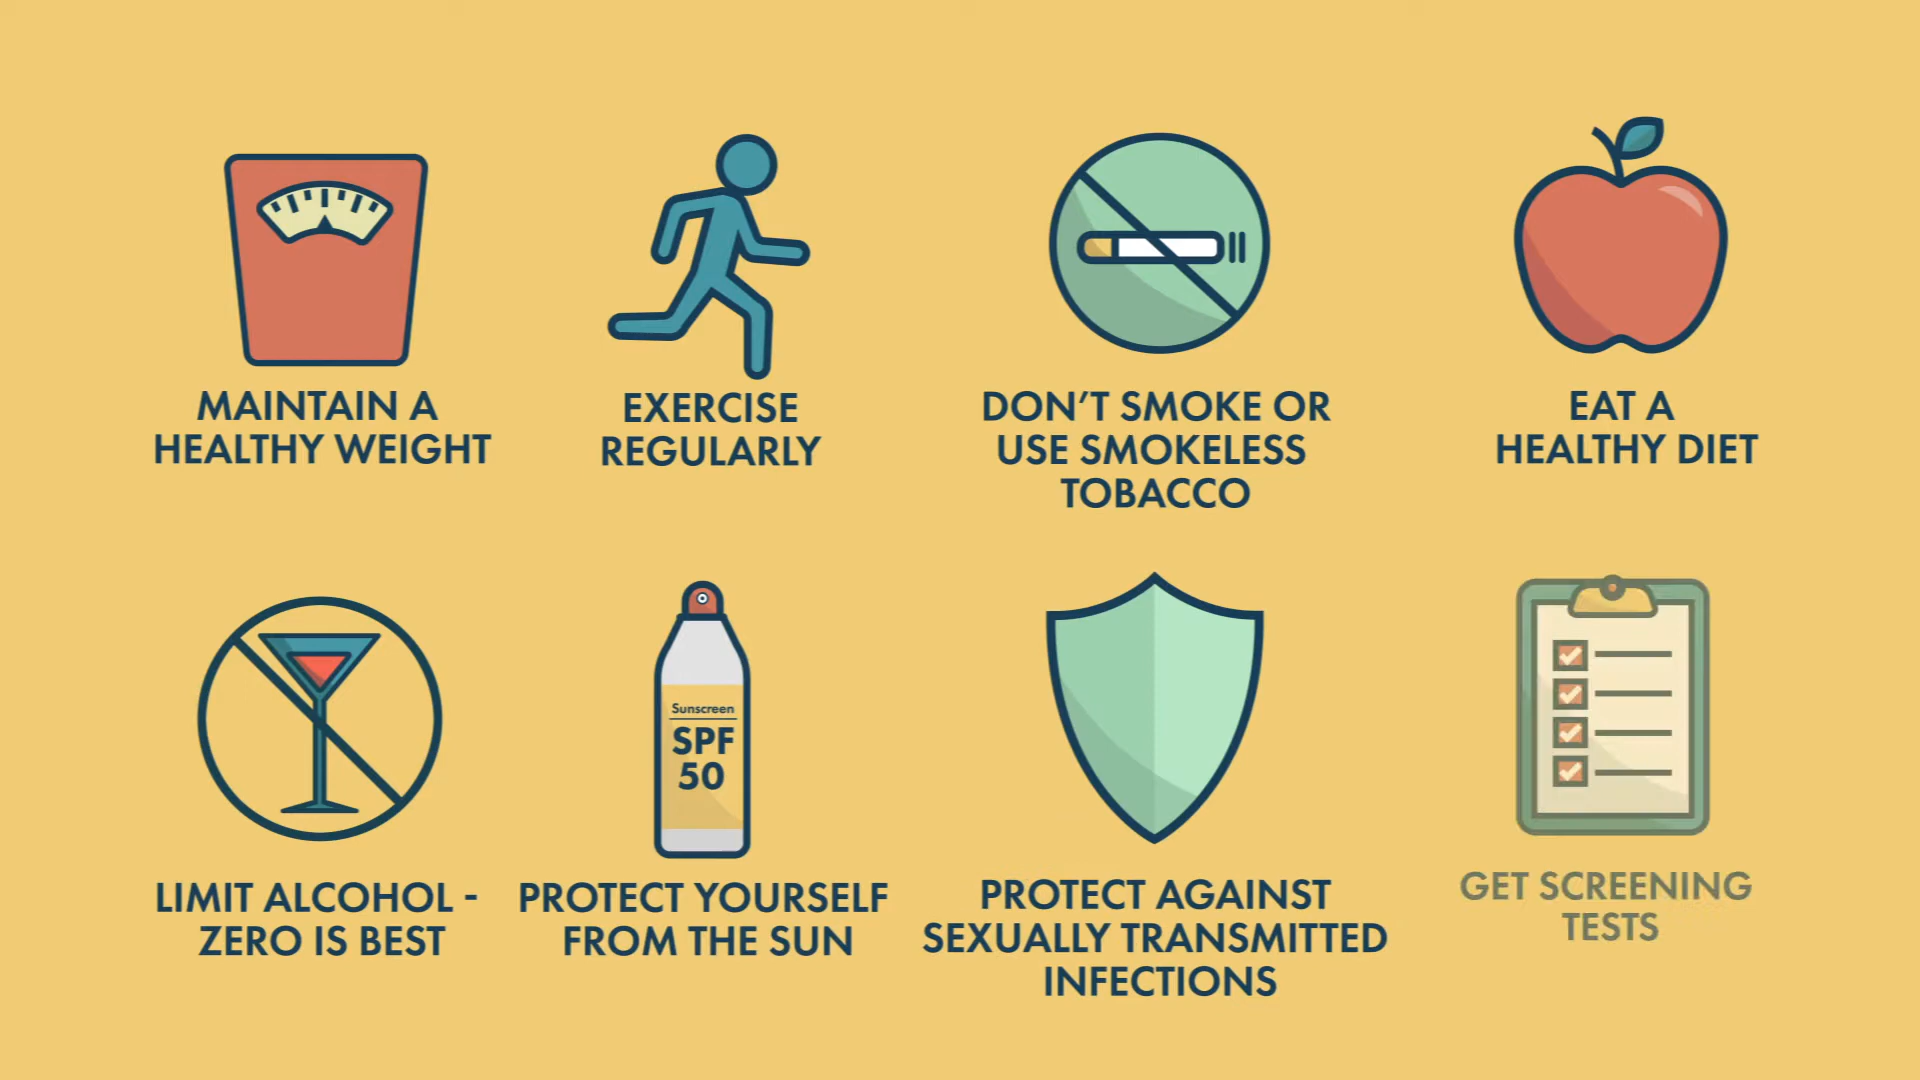 MAINTAIN A
HEALTHY WEIGHT
EXERCISE
REGULARLY
DON'T SMOKE OR
USE SMOKELESS
TOBACCO
EAT A
HEALTHY DIET
LIMIT ALCOHOL -
ZERO IS BEST
Sunscreen
SPF
50
PROTECT YOURSELF
FROM THE SUN
PROTECT AGAINST
SEXUALLY TRANSMITTED
INFECTIONS
GET SCREENING
TESTS